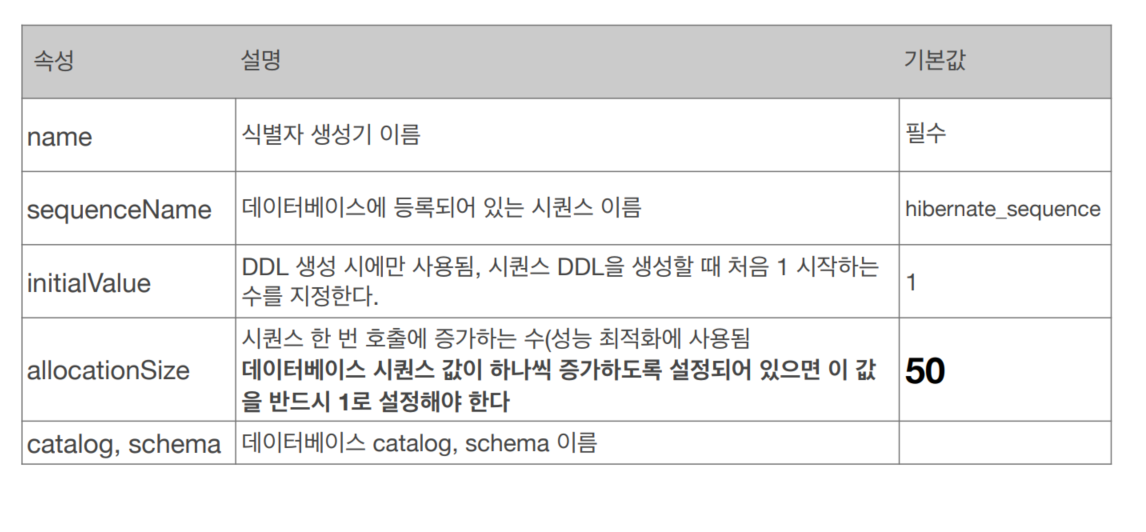 속성 설명 기본값
name 식별자 생성기 이름 필수
sequenceName 데이터베이스에 등록되어 있는 시퀀스 이름 hibernate_sequence
initialValue DDL 생성 시에만 사용됨, 시퀀스 DDL을 생성할 때 처음 1 시작하는
수를 지정한다. 1
allocationSize 시퀀스 한 번 호출에 증가하는 수(성능 최적화에 사용됨
데이터베이스 시퀀스 값이 하나씩 증가하도록 설정되어 있으면 이 값
을 반드시 1로 설정해야 한다 50
catalog, schema 데이터베이스 catalog, schema 이름